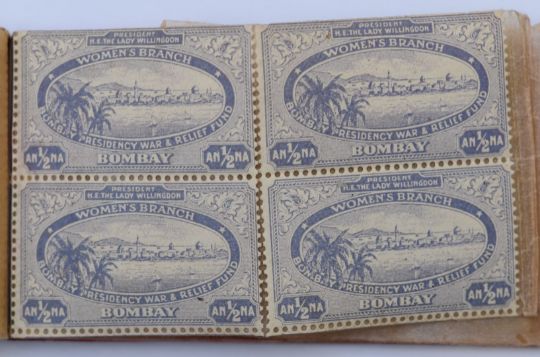 PRESIDENT
H.E. THE LADY WILLINGDON
WOMEN'S BRANCH
BOMBAY PRESIDENCY WAR & RELIEF FUND
AN ½ NA BOMBAY AN ½ NA
PRESIDENT
H.E. THE LADY WILLINGDON
WOMEN'S BRANCH
BOMBAY PRESIDENCY WAR & RELIEF FUND
AN ½ NA BOMBAY AN ½ NA
PRESIDENT
H.E. THE LADY WILLINGDON
WOMEN'S BRANCH
BOMBAY PRESIDENCY WAR & RELIEF FUND
AN ½ NA BOMBAY AN ½ NA
PRESIDENT
H.E. THE LADY WILLINGDON
WOMEN'S BRANCH
BOMBAY PRESIDENCY WAR & RELIEF FUND
AN ½ NA BOMBAY AN ½ NA